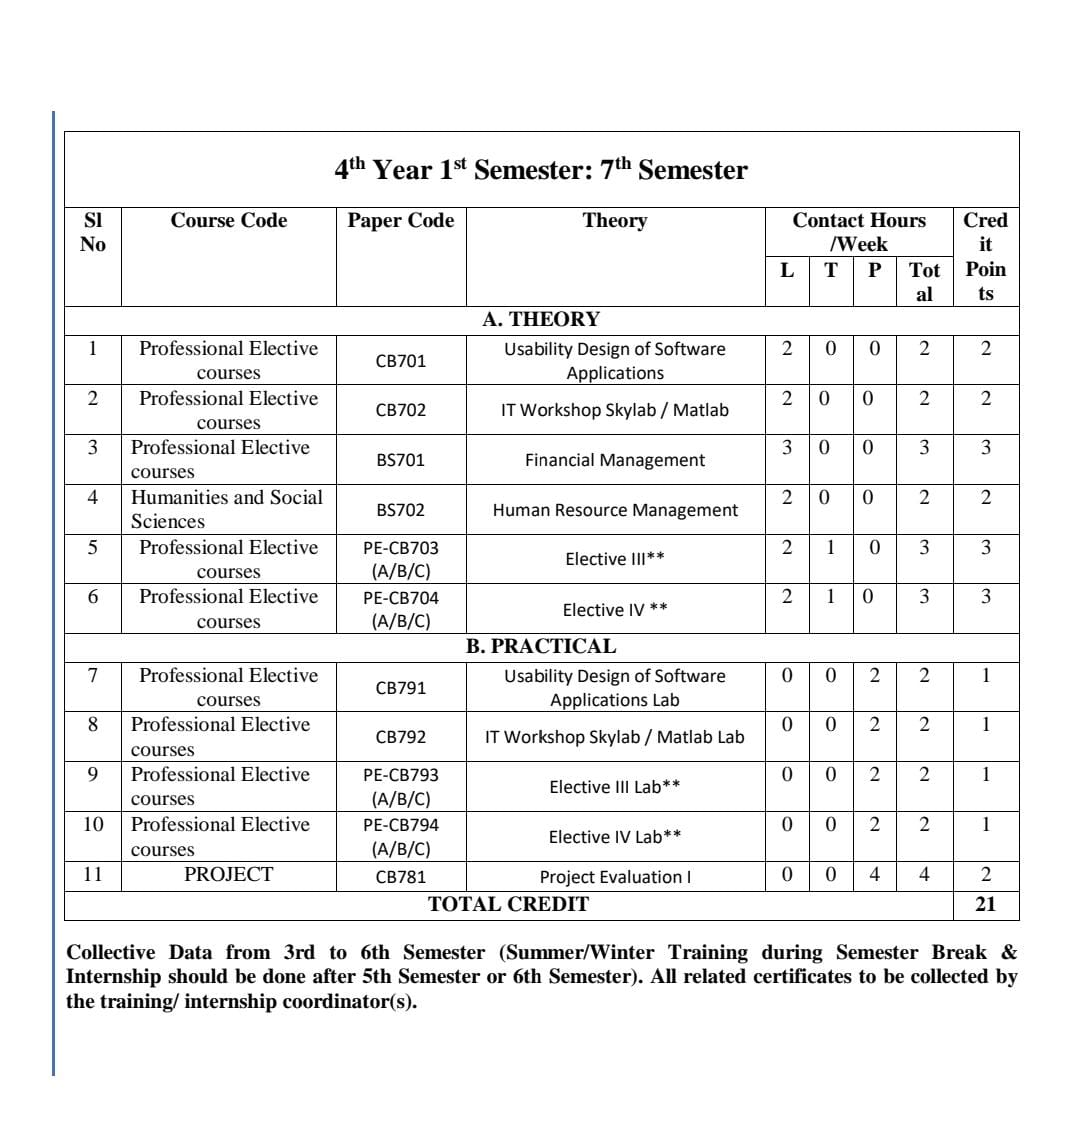 4th Year 1st Semester: 7th Semester
Sl No Course Code Paper Code Theory Contact Hours /Week Credit Points
L T P Total
A. THEORY
1 Professional Elective courses CB701 Usability Design of Software Applications 2 0 0 2 2
2 Professional Elective courses CB702 IT Workshop Skylab / Matlab 2 0 0 2 2
3 Professional Elective courses BS701 Financial Management 3 0 0 3 3
4 Humanities and Social Sciences BS702 Human Resource Management 2 0 0 2 2
5 Professional Elective courses PE-CB703 (A/B/C) Elective III** 2 1 0 3 3
6 Professional Elective courses PE-CB704 (A/B/C) Elective IV ** 2 1 0 3 3
B. PRACTICAL
7 Professional Elective courses CB791 Usability Design of Software Applications Lab 0 0 2 2 1
8 Professional Elective courses CB792 IT Workshop Skylab / Matlab Lab 0 0 2 2 1
9 Professional Elective courses PE-CB793 (A/B/C) Elective III Lab** 0 0 2 2 1
10 Professional Elective courses PE-CB794 (A/B/C) Elective IV Lab** 0 0 2 2 1
11 PROJECT CB781 Project Evaluation I 0 0 4 4 2
TOTAL CREDIT 21
Collective Data from 3rd to 6th Semester (Summer/Winter Training during Semester Break &
Internship should be done after 5th Semester or 6th Semester). All related certificates to be collected by
the training/ internship coordinator(s).